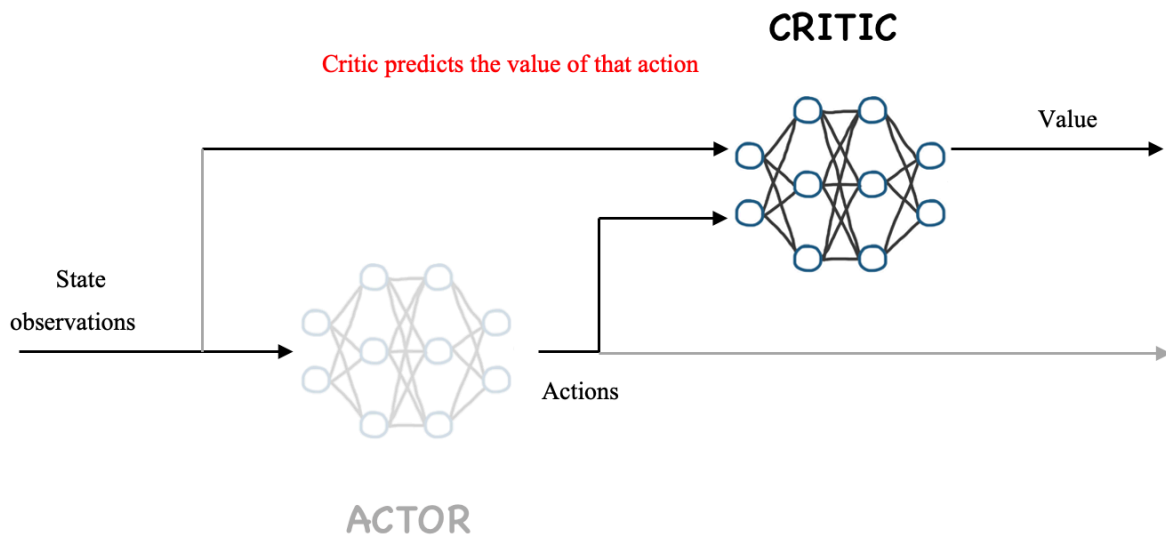 CRITIC
Critic predicts the value of that action
Value
State
observations
Actions
ACTOR